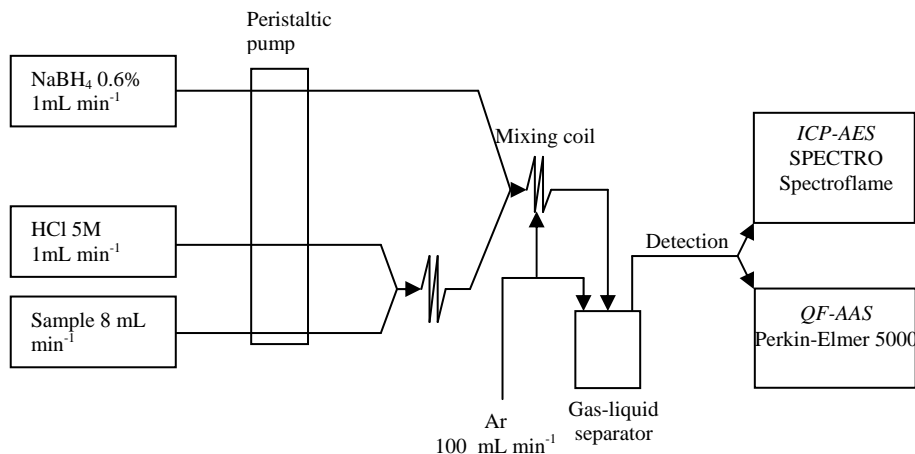 Peristaltic
pump
NaBH₄ 0.6%
1mL min⁻¹
Mixing coil
ICP-AES
SPECTRO
Spectroflame
HCl 5M
1mL min⁻¹
Detection
Sample 8 mL
min⁻¹
QF-AAS
Perkin-Elmer 5000
Ar
100 mL min⁻¹
Gas-liquid
separator